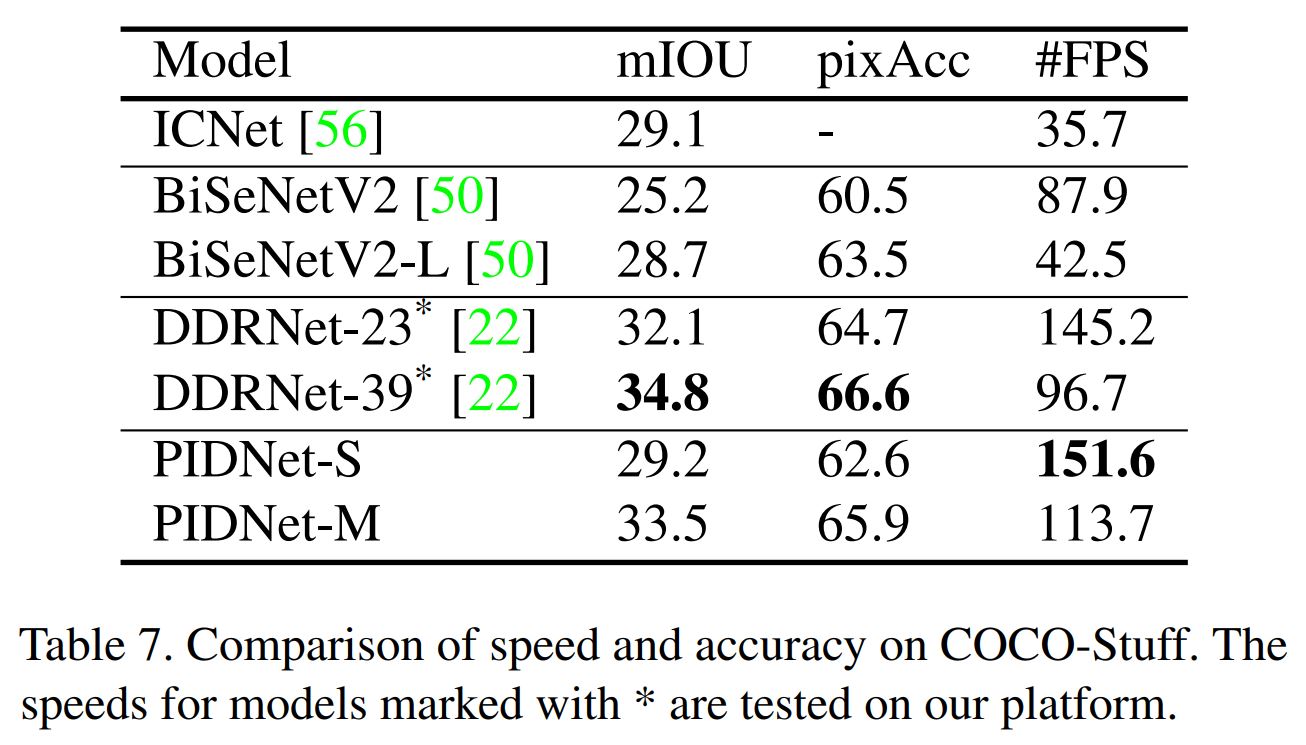 Model mIOU pixAcc #FPS
ICNet [56] 29.1 - 35.7
BiSeNetV2 [50] 25.2 60.5 87.9
BiSeNetV2-L [50] 28.7 63.5 42.5
DDRNet-23* [22] 32.1 64.7 145.2
DDRNet-39* [22] 34.8 66.6 96.7
PIDNet-S 29.2 62.6 151.6
PIDNet-M 33.5 65.9 113.7
Table 7. Comparison of speed and accuracy on COCO-Stuff. The
speeds for models marked with * are tested on our platform.